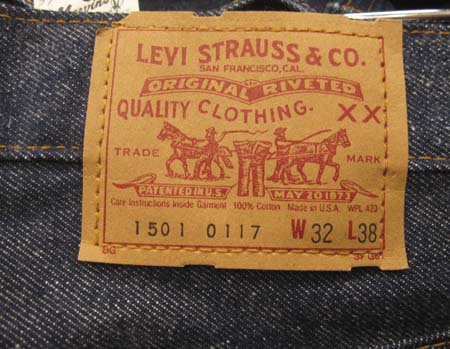 LEVI STRAUSS & CO.
SAN FRANCISCO, CAL.
ORIGINAL RIVETED
QUALITY CLOTHING. XX
TRADE MARK
PATENTED IN U.S. MAY 20 1873
Care Instructions Inside Garment 100% Cotton Made in U.S.A. WPL 423
1501 0117 W 32 L 38
BG